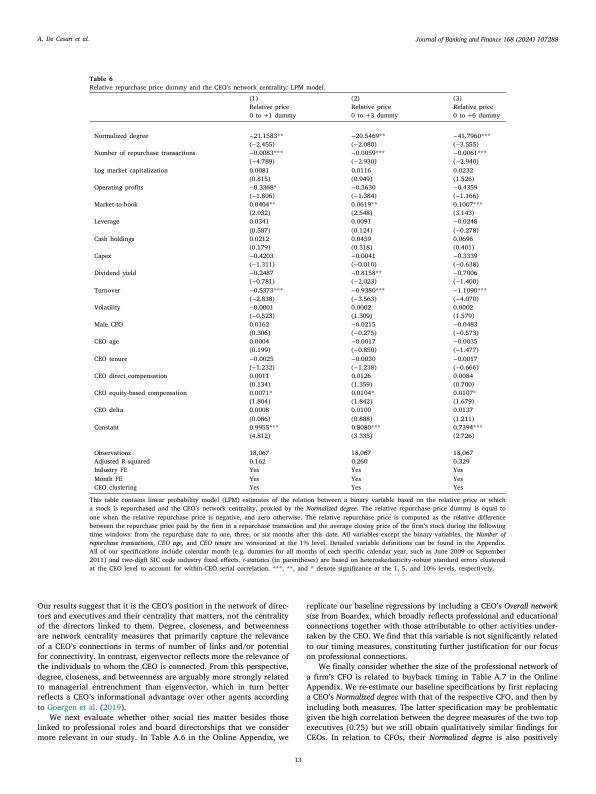 A. De Cesari et al.
Journal of Banking and Finance 168 (2024) 107288
Table 6
Relative repurchase price dummy and the CEO's network centrality: LPM model.
(1) (2) (3)
Relative price Relative price Relative price
0 to +1 dummy 0 to +3 dummy 0 to +6 dummy
Normalized degree −21.1583** −20.5469** −41.7960***
(−2.455) (−2.080) (−3.555)
Number of repurchase transactions −0.0083*** −0.0059*** −0.0061***
(−4.789) (−2.930) (−2.940)
Log market capitalization 0.0081 0.0116 0.0232
(0.815) (0.949) (1.526)
Operating profits −0.3368* −0.3630 −0.4359
(−1.806) (−1.384) (−1.166)
Market-to-book 0.0404** 0.0619** 0.1007***
(2.032) (2.548) (3.143)
Leverage 0.0341 0.0091 −0.0248
(0.587) (0.124) (−0.278)
Cash holdings 0.0212 0.0459 0.0696
(0.179) (0.318) (0.401)
Capex −0.4203 −0.0041 −0.3339
(−1.311) (−0.010) (−0.638)
Dividend yield −0.2487 −0.8158** −0.7006
(−0.781) (−2.023) (−1.400)
Turnover −0.5373*** −0.9380*** −1.1090***
(−2.838) (−3.563) (−4.070)
Volatility −0.0001 0.0002 0.0002
(−0.523) (1.309) (1.579)
Male CEO 0.0162 −0.0215 −0.0483
(0.306) (−0.275) (−0.573)
CEO age 0.0004 −0.0017 −0.0035
(0.199) (−0.850) (−1.477)
CEO tenure −0.0025 −0.0030 −0.0017
(−1.232) (−1.238) (−0.666)
CEO direct compensation 0.0011 0.0126 0.0084
(0.134) (1.359) (0.700)
CEO equity-based compensation 0.0071* 0.0104* 0.0107*
(1.804) (1.842) (1.679)
CEO delta 0.0008 0.0100 0.0137
(0.086) (0.888) (1.211)
Constant 0.9955*** 0.8080*** 0.7394***
(4.812) (3.335) (2.726)
Observations 18,067 18,067 18,067
Adjusted R-squared 0.162 0.260 0.329
Industry FE Yes Yes Yes
Month FE Yes Yes Yes
CEO clustering Yes Yes Yes
This table contains linear probability model (LPM) estimates of the relation between a binary variable based on the relative price at which
a stock is repurchased and the CEO's network centrality, proxied by the Normalized degree. The relative repurchase price dummy is equal to
one when the relative repurchase price is negative, and zero otherwise. The relative repurchase price is computed as the relative difference
between the repurchase price paid by the firm in a repurchase transaction and the average closing price of the firm's stock during the following
time windows: from the repurchase date to one, three, or six months after this date. All variables except the binary variables, the Number of
repurchase transactions, CEO age, and CEO tenure are winsorized at the 1% level. Detailed variable definitions can be found in the Appendix.
All of our specifications include calendar month (e.g. dummies for all months of each specific calendar year, such as June 2009 or September
2011) and two-digit SIC code industry fixed effects. t-statistics (in parentheses) are based on heteroskedasticity-robust standard errors clustered
at the CEO level to account for within-CEO serial correlation. ***, **, and * denote significance at the 1, 5, and 10% levels, respectively.
Our results suggest that it is the CEO's position in the network of direc-
tors and executives and their centrality that matters, not the centrality
of the directors linked to them. Degree, closeness, and betweenness
are network centrality measures that primarily capture the relevance
of a CEO's connections in terms of number of links and/or potential
for connectivity. In contrast, eigenvector reflects more the relevance of
the individuals to whom the CEO is connected. From this perspective,
degree, closeness, and betweenness are arguably more strongly related
to managerial entrenchment than eigenvector, which in turn better
reflects a CEO's informational advantage over other agents according
to Goergen et al. (2019).
We next evaluate whether other social ties matter besides those
linked to professional roles and board directorships that we consider
more relevant in our study. In Table A.6 in the Online Appendix, we
replicate our baseline regressions by including a CEO's Overall network
size from Boardex, which broadly reflects professional and educational
connections together with those attributable to other activities under-
taken by the CEO. We find that this variable is not significantly related
to our timing measures, constituting further justification for our focus
on professional connections.
We finally consider whether the size of the professional network of
a firm's CFO is related to buyback timing in Table A.7 in the Online
Appendix. We re-estimate our baseline specifications by first replacing
a CEO's Normalized degree with that of the respective CFO, and then by
including both measures. The latter specification may be problematic
given the high correlation between the degree measures of the two top
executives (0.75) but we still obtain qualitatively similar findings for
CEOs. In relation to CFOs, their Normalized degree is also positively
13